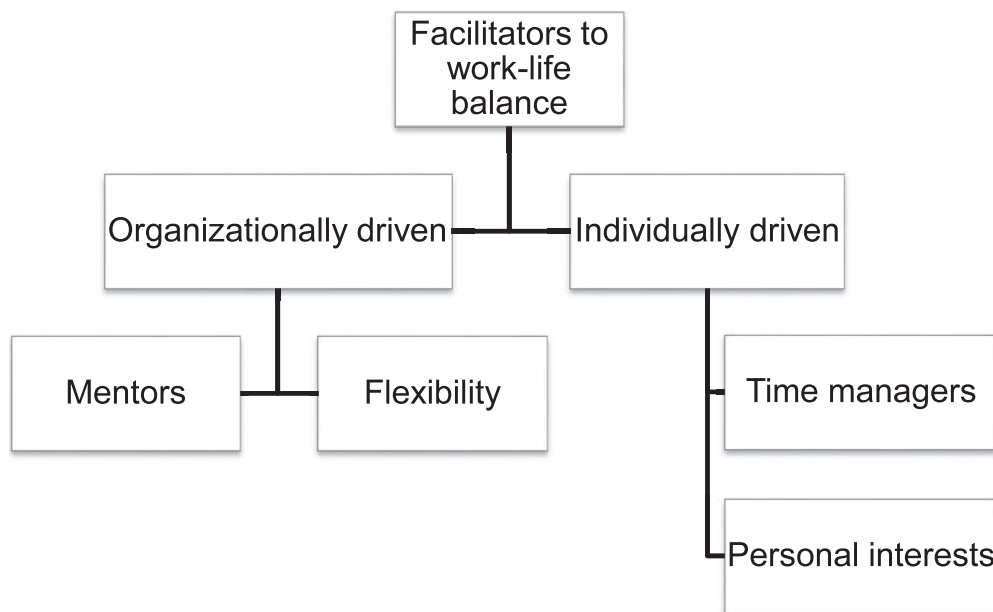 Facilitators to
work-life
balance
Organizationally driven
Individually driven
Mentors
Flexibility
Time managers
Personal interests